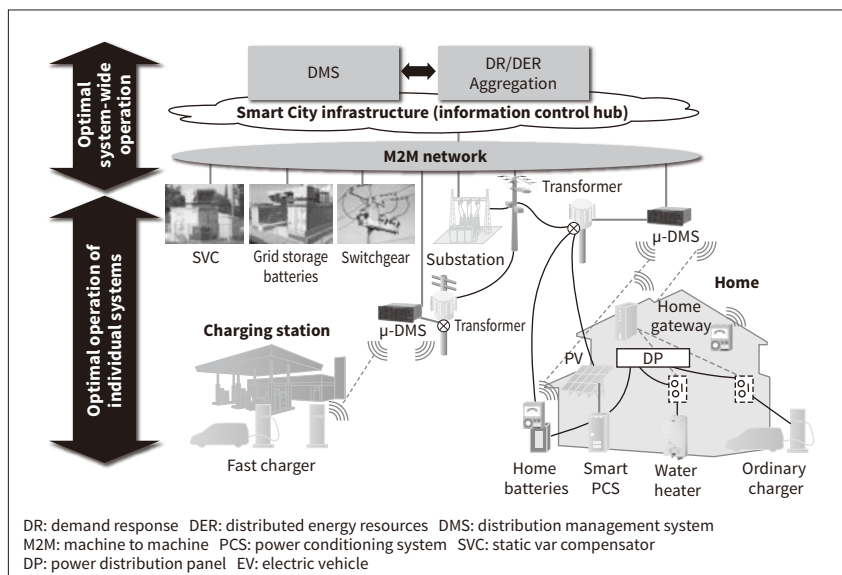 Optimal
system-wide
operation
DMS
DR/DER
Aggregation
Smart City infrastructure (information control hub)
M2M network
Optimal operation of
individual systems
SVC
Grid storage
batteries
Switchgear
Substation
Transformer
μ-DMS
Charging station
μ-DMS
Transformer
Fast charger
Home
Home
gateway
PV
DP
Home
batteries
Smart
PCS
Water
heater
Ordinary
charger
DR: demand response DER: distributed energy resources DMS: distribution management system
M2M: machine to machine PCS: power conditioning system SVC: static var compensator
DP: power distribution panel EV: electric vehicle